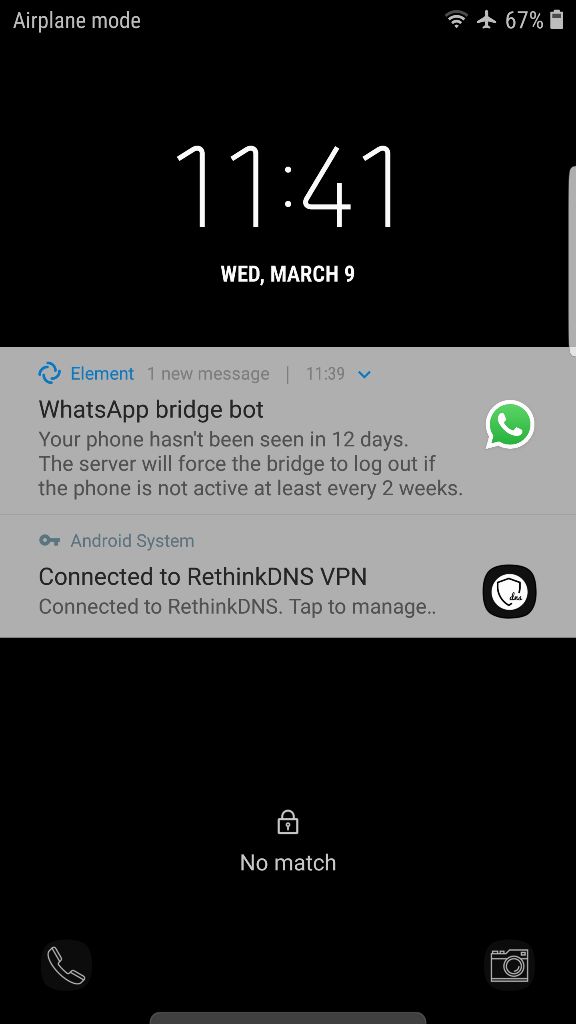 Airplane mode 67%
11:41
WED, MARCH 9
Element 1 new message | 11:39
WhatsApp bridge bot
Your phone hasn't been seen in 12 days.
The server will force the bridge to log out if
the phone is not active at least every 2 weeks.
Android System
Connected to RethinkDNS VPN
Connected to RethinkDNS. Tap to manage..
dns
No match